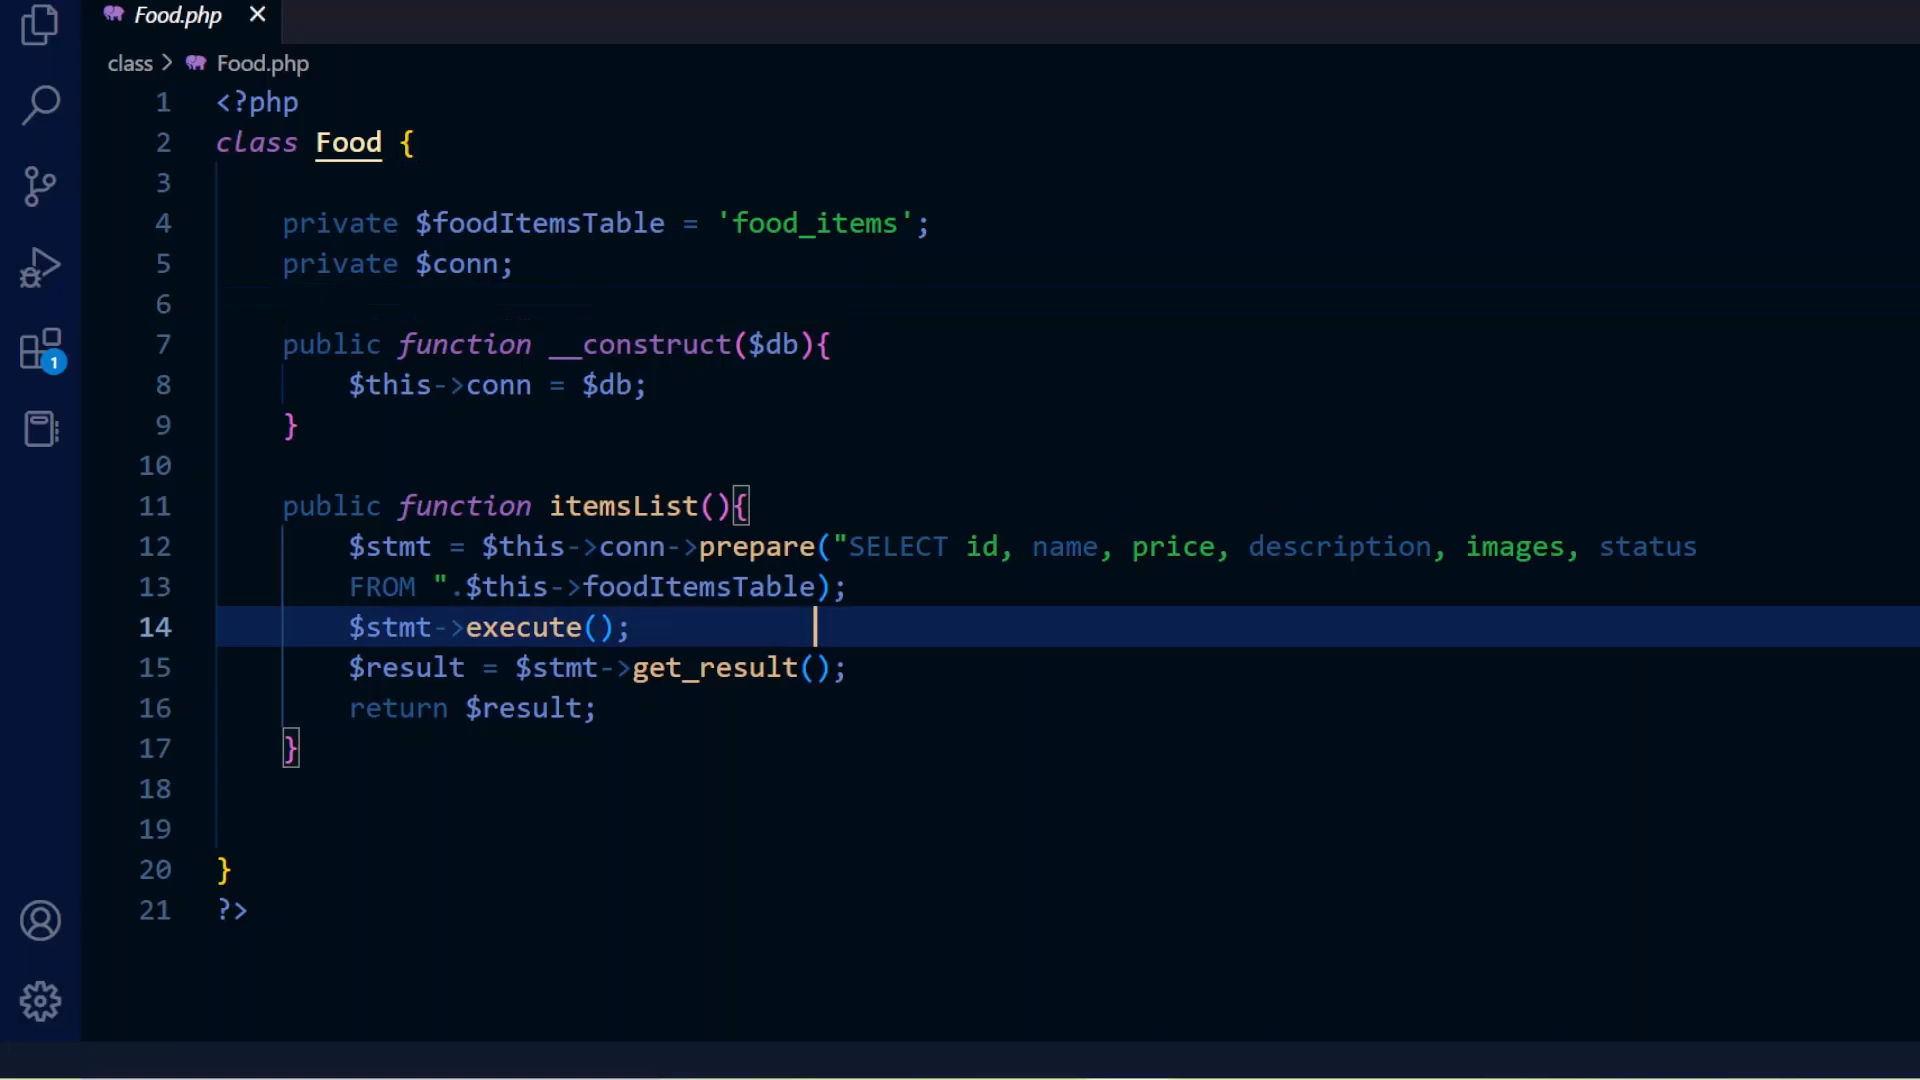 Food.php
class > Food.php
1 <?php
2 class Food {
3
4 private $foodItemsTable = 'food_items';
5 private $conn;
6
7 public function __construct($db){
8 $this->conn = $db;
9 }
10
11 public function itemsList(){
12 $stmt = $this->conn->prepare("SELECT id, name, price, description, images, status
13 FROM ".$this->foodItemsTable);
14 $stmt->execute();
15 $result = $stmt->get_result();
16 return $result;
17 }
18
19
20 }
21 ?>
1